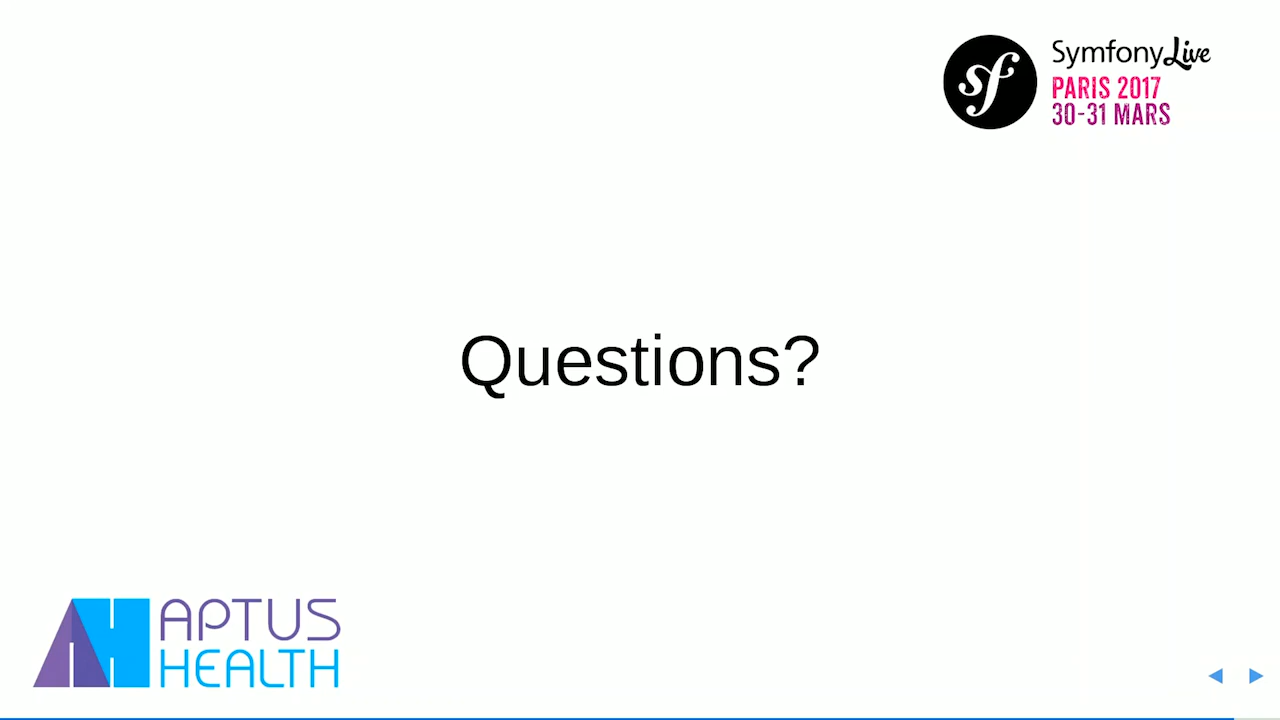 SymfonyLive
PARIS 2017
30-31 MARS
Questions?
APTUS
HEALTH